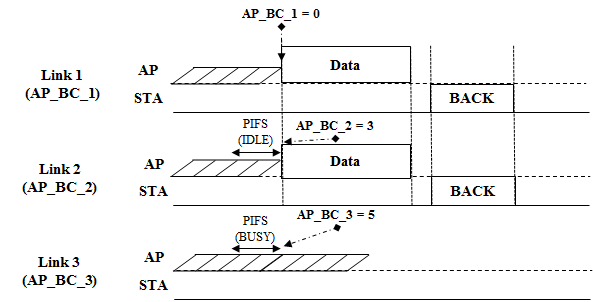 AP_BC_1 = 0
Link 1
(AP_BC_1)
AP
Data
STA
BACK
PIFS
(IDLE)
AP_BC_2 = 3
Link 2
(AP_BC_2)
AP
Data
STA
BACK
PIFS
(BUSY)
AP_BC_3 = 5
Link 3
(AP_BC_3)
AP
STA